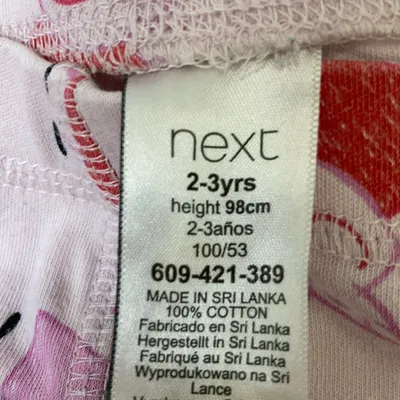 next
2-3yrs
height 98cm
2-3años
100/53
609-421-389
MADE IN SRI LANKA
100% COTTON
Fabricado en Sri Lanka
Hergestellt in Sri Lanka
Fabriqué au Sri Lanka
Wyprodukowano na Sri
Lance